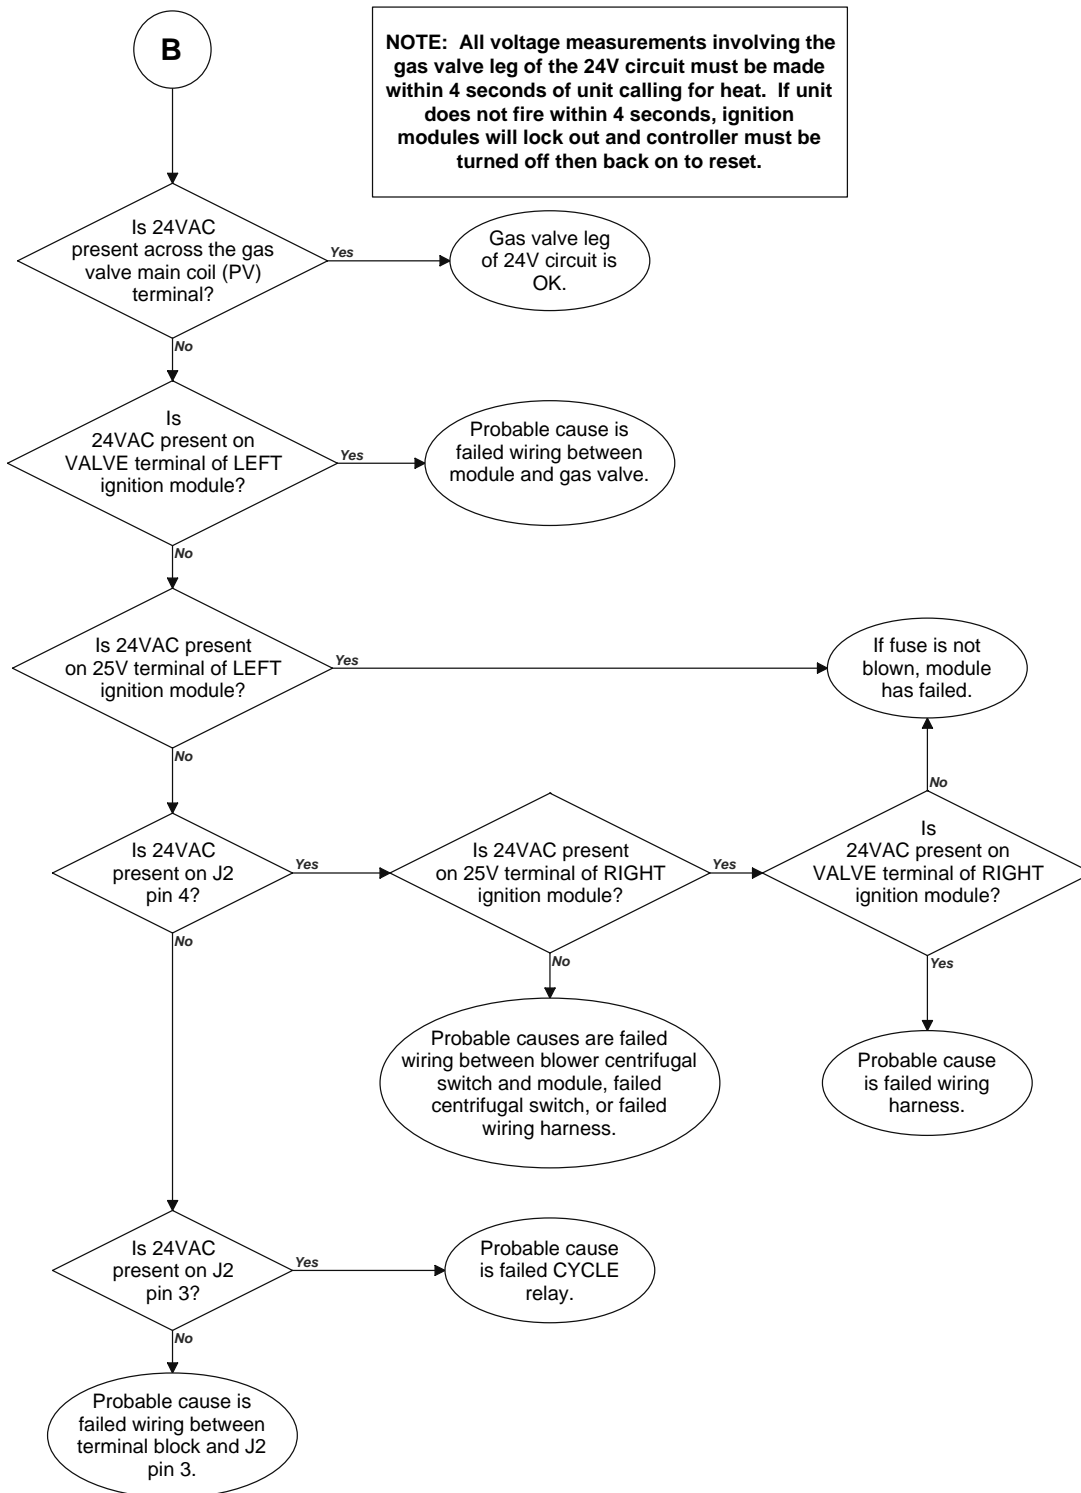 B
NOTE:  All voltage measurements involving the
gas valve leg of the 24V circuit must be made
within 4 seconds of unit calling for heat.  If unit
does not fire within 4 seconds, ignition
modules will lock out and controller must be
turned off then back on to reset.
Is 24VAC
present across the gas
valve main coil (PV)
terminal?
Yes
Gas valve leg
of 24V circuit is
OK.
No
Is
24VAC present on
VALVE terminal of LEFT
ignition module?
Yes
Probable cause is
failed wiring between
module and gas valve.
No
Is 24VAC present
on 25V terminal of LEFT
ignition module?
Yes
If fuse is not
blown, module
has failed.
No
Is 24VAC
present on J2
pin 4?
Yes
Is 24VAC present
on 25V terminal of RIGHT
ignition module?
Yes
Is
24VAC present on
VALVE terminal of RIGHT
ignition module?
No
No
No
Yes
Probable causes are failed
wiring between blower centrifugal
switch and module, failed
centrifugal switch, or failed
wiring harness.
Probable cause
is failed wiring
harness.
Is 24VAC
present on J2
pin 3?
Yes
Probable cause
is failed CYCLE
relay.
No
Probable cause is
failed wiring between
terminal block and J2
pin 3.